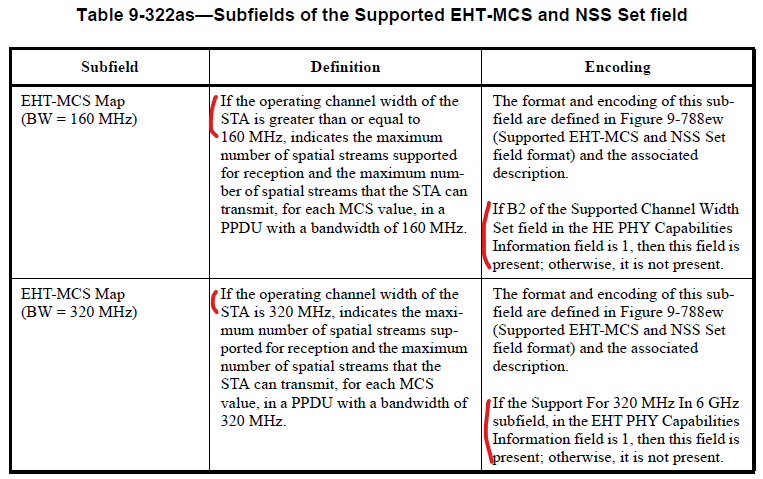 Table 9-322as—Subfields of the Supported EHT-MCS and NSS Set field
Subfield
Definition
Encoding
EHT-MCS Map
(BW = 160 MHz)
If the operating channel width of the
STA is greater than or equal to
160 MHz, indicates the maximum
number of spatial streams supported
for reception and the maximum num-
ber of spatial streams that the STA can
transmit, for each MCS value, in a
PPDU with a bandwidth of 160 MHz.
The format and encoding of this sub-
field are defined in Figure 9-788ew
(Supported EHT-MCS and NSS Set
field format) and the associated
description.
If B2 of the Supported Channel Width
Set field in the HE PHY Capabilities
Information field is 1, then this field is
present; otherwise, it is not present.
EHT-MCS Map
(BW = 320 MHz)
If the operating channel width of the
STA is 320 MHz, indicates the maxi-
mum number of spatial streams sup-
ported for reception and the maximum
number of spatial streams that the
STA can transmit, for each MCS
value, in a PPDU with a bandwidth of
320 MHz.
The format and encoding of this sub-
field are defined in Figure 9-788ew
(Supported EHT-MCS and NSS Set
field format) and the associated
description.
If the Support For 320 MHz In 6 GHz
subfield, in the EHT PHY Capabilities
Information field is 1, then this field is
present; otherwise, it is not present.